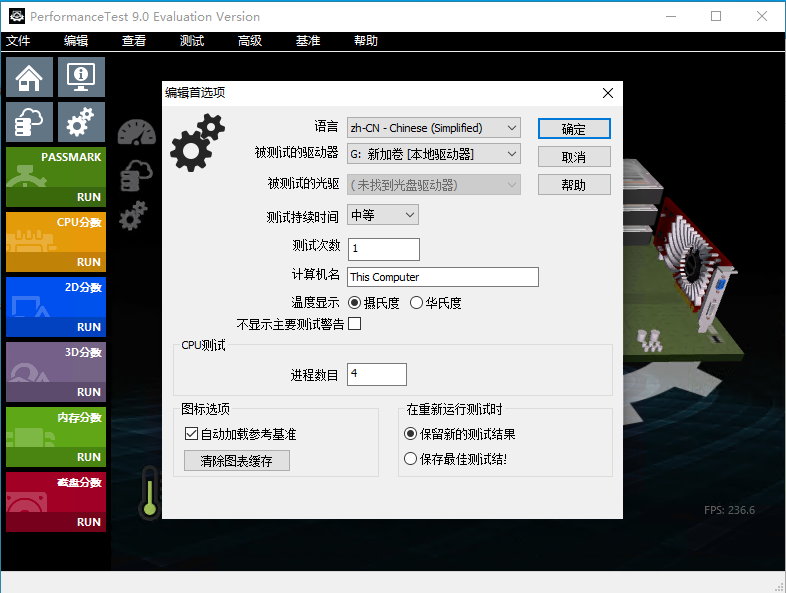 PerformanceTest 9.0 Evaluation Version
文件 编辑 查看 测试 高级 基准 帮助
PASSMARK
RUN
CPU分数
RUN
2D分数
RUN
3D分数
RUN
内存分数
RUN
磁盘分数
RUN
编辑首选项
语言 zh-CN - Chinese (Simplified) 确定
被测试的驱动器 G: 新加卷 [本地驱动器] 取消
被测试的光驱 (未找到光盘驱动器) 帮助
测试持续时间 中等
测试次数 1
计算机名 This Computer
温度显示 摄氏度 华氏度
不显示主要测试警告
CPU测试
进程数目 4
图标选项
自动加载参考基准
清除图表缓存
在重新运行测试时
保留新的测试结果
保存最佳测试结!
FPS: 236.6